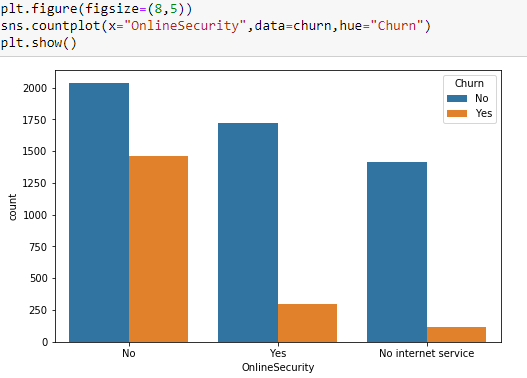 plt.figure(figsize=(8,5))
sns.countplot(x="OnlineSecurity",data=churn,hue="Churn")
plt.show()
Churn
No
Yes
2000
1750
1500
1250
1000
750
500
250
0
count
No
Yes
No internet service
OnlineSecurity